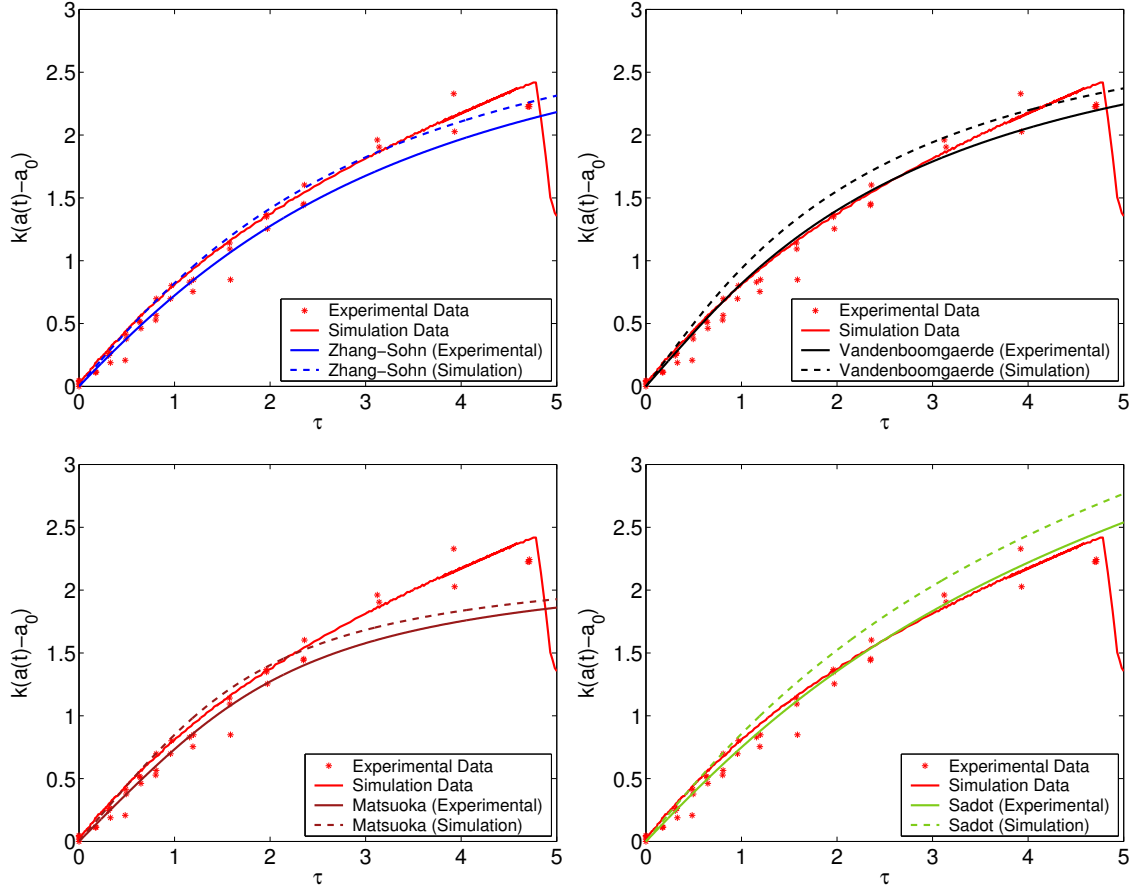 3
2.5
2
1.5
1
0.5
0
k(a(t)−a0)
Experimental Data
Simulation Data
Zhang−Sohn (Experimental)
Zhang−Sohn (Simulation)
0 1 2 3 4 5
τ
3
2.5
2
1.5
1
0.5
0
k(a(t)−a0)
Experimental Data
Simulation Data
Vandenboomgaerde (Experimental)
Vandenboomgaerde (Simulation)
0 1 2 3 4 5
τ
3
2.5
2
1.5
1
0.5
0
k(a(t)−a0)
Experimental Data
Simulation Data
Matsuoka (Experimental)
Matsuoka (Simulation)
0 1 2 3 4 5
τ
3
2.5
2
1.5
1
0.5
0
k(a(t)−a0)
Experimental Data
Simulation Data
Sadot (Experimental)
Sadot (Simulation)
0 1 2 3 4 5
τ